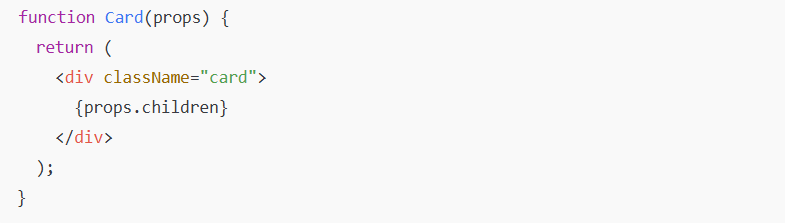 function Card(props) {
  return (
    <div className="card">
      {props.children}
    </div>
  );
}